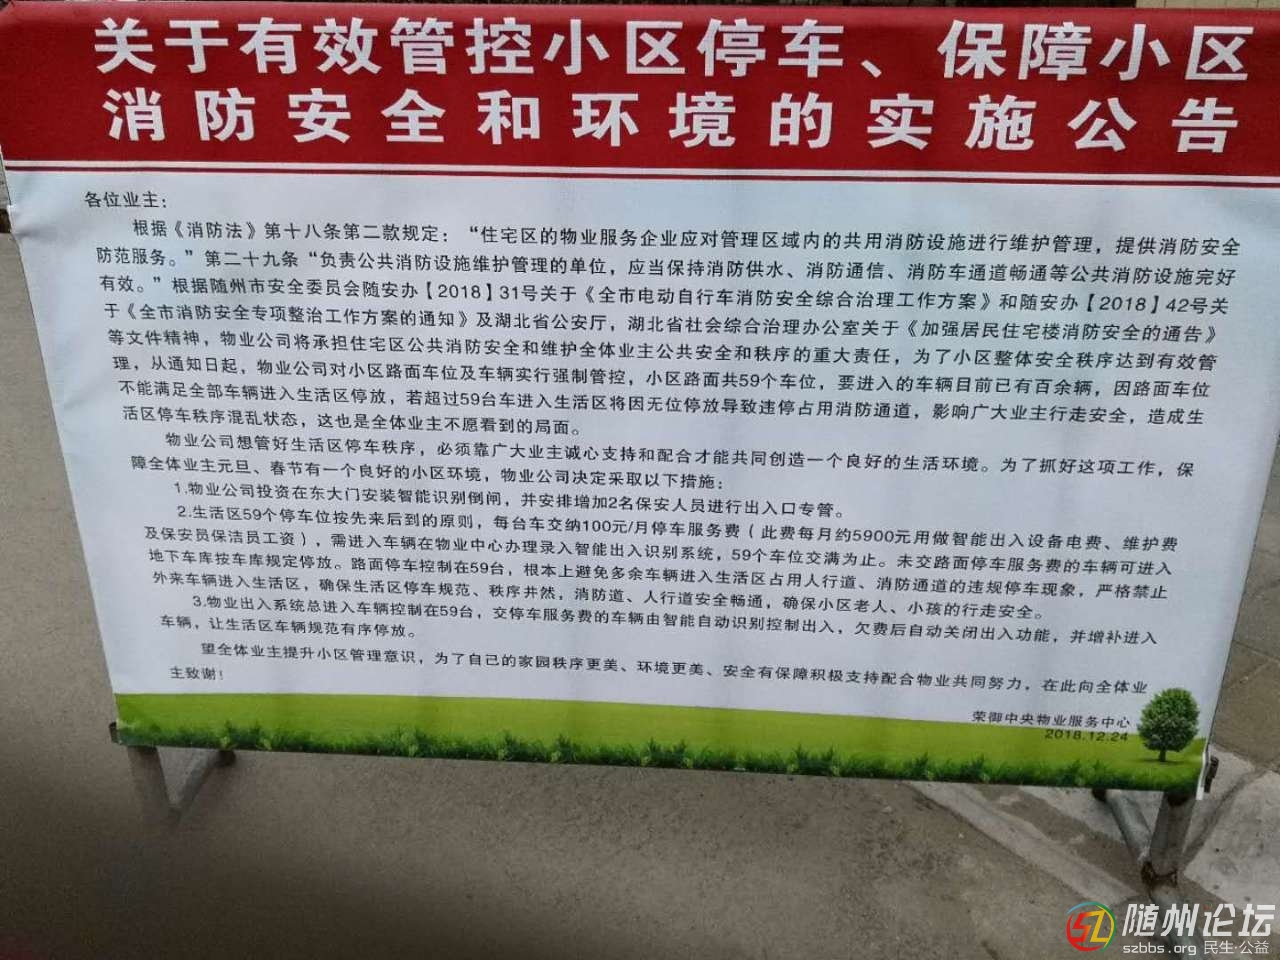 关于有效管控小区停车、保障小区
消防安全和环境的实施公告
各位业主：
根据《消防法》第十八条第二款规定：“住宅区的物业服务企业应对管理区域内的共用消防设施进行维护管理，提供消防安全
防范服务。”第二十九条“负责公共消防设施维护管理的单位，应当保持消防供水、消防通信、消防车通道畅通等公共消防设施完好
有效。”根据随州市安全委员会随安办【2018】31号关于《全市电动自行车消防安全综合治理工作方案》和随安办【2018】42号关
于《全市消防安全专项整治工作方案的通知》及湖北省公安厅，湖北省社会综合治理办公室关于《加强居民住宅楼消防安全的通告》
等文件精神，物业公司将承担住宅区公共消防安全和维护全体业主公共安全和秩序的重大责任，为了小区整体安全秩序达到有效管
理，从通知日起，物业公司对小区路面车位及车辆实行强制管控，小区路面共59个车位，要进入的车辆目前已有百余辆，因路面车位
不能满足全部车辆进入生活区停放，若超过59台车进入生活区将因无位停放导致违停占用消防通道，影响广大业主行走安全，造成生
活区停车秩序混乱状态，这也是全体业主不愿看到的局面。
物业公司想管好生活区停车秩序，必须靠广大业主诚心支持和配合才能共同创造一个良好的生活环境。为了抓好这项工作，保
障全体业主元旦、春节有一个良好的小区环境，物业公司决定采取以下措施：
1.物业公司投资在东大门安装智能识别倒闸，并安排增加2名保安人员进行出入口专管。
2.生活区59个停车位按先来后到的原则，每台车交纳100元/月停车服务费（此费每月约5900元用做智能出入设备电费、维护费
及保安员保洁员工资），需进入车辆在物业中心办理录入智能出入识别系统，59个车位交满为止。未交路面停车服务费的车辆可进入
地下车库按车库规定停放。路面停车控制在59台，根本上避免多余车辆进入生活区占用人行道、消防通道的违规停车现象，严格禁止
外来车辆进入生活区，确保生活区停车规范、秩序井然，消防道、人行道安全畅通，确保小区老人、小孩的行走安全。
3.物业出入系统总进入车辆控制在59台，交停车服务费的车辆由智能自动识别控制出入，欠费后自动关闭出入功能，并增补进入
车辆，让生活区车辆规范有序停放。
望全体业主提升小区管理意识，为了自己的家园秩序更美、环境更美、安全有保障积极支持配合物业共同努力，在此向全体业
主致谢！
荣御中央物业服务中心
2018.12.24
随州论坛
szbbs.org 民生·公益